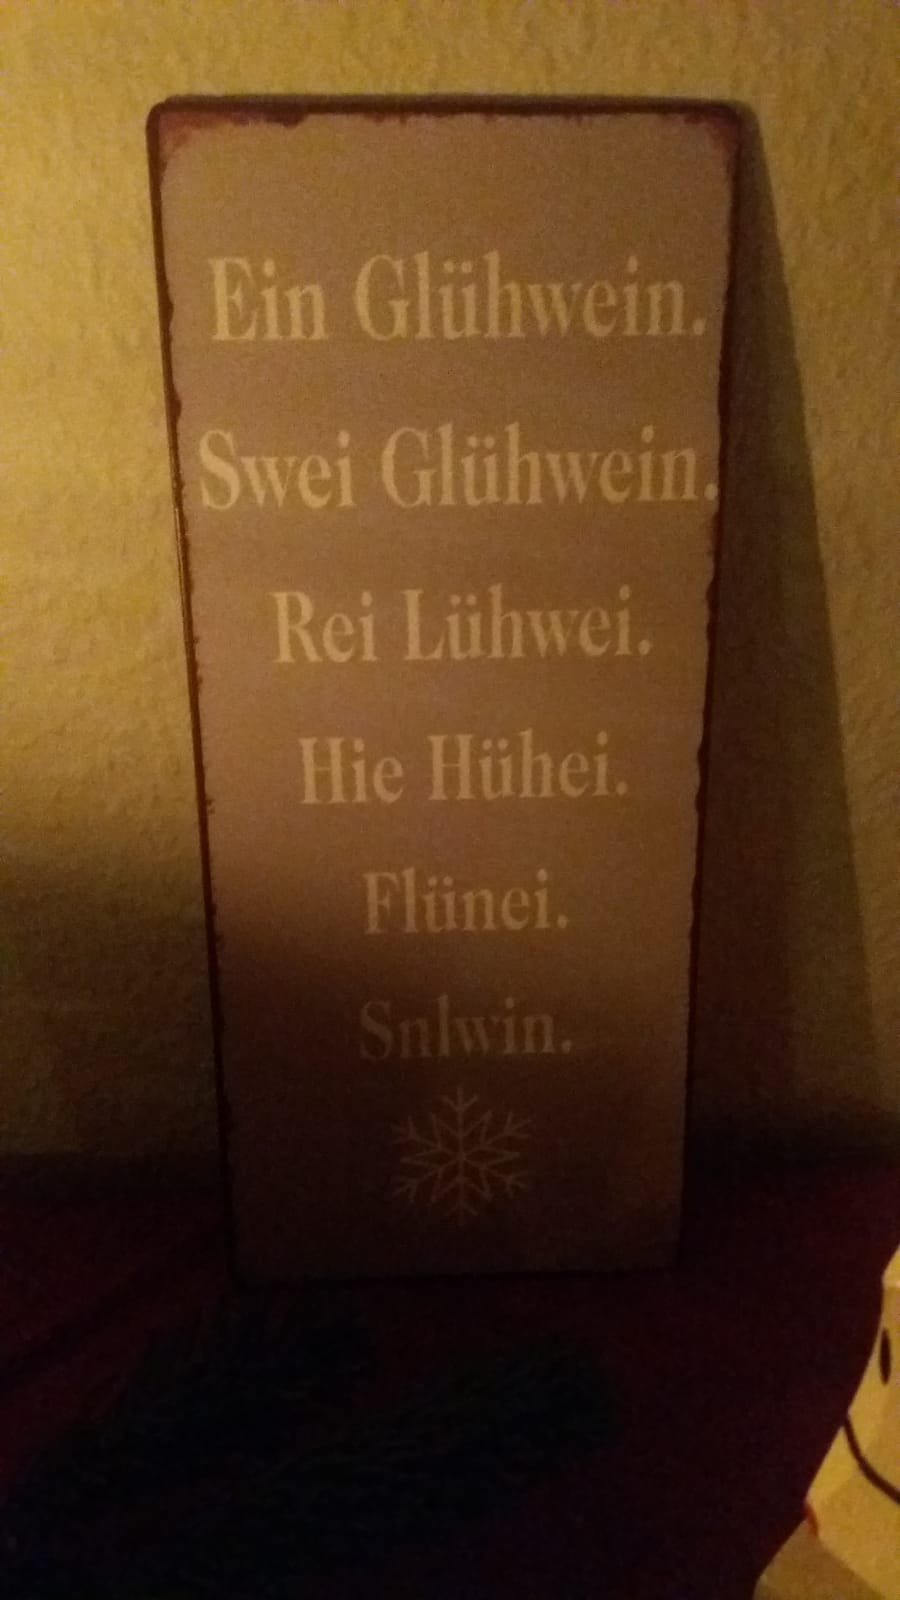 Ein Glühwein.
Swei Glühwein.
Rei Lühwei.
Hie Hühei.
Flünei.
Snlwin.